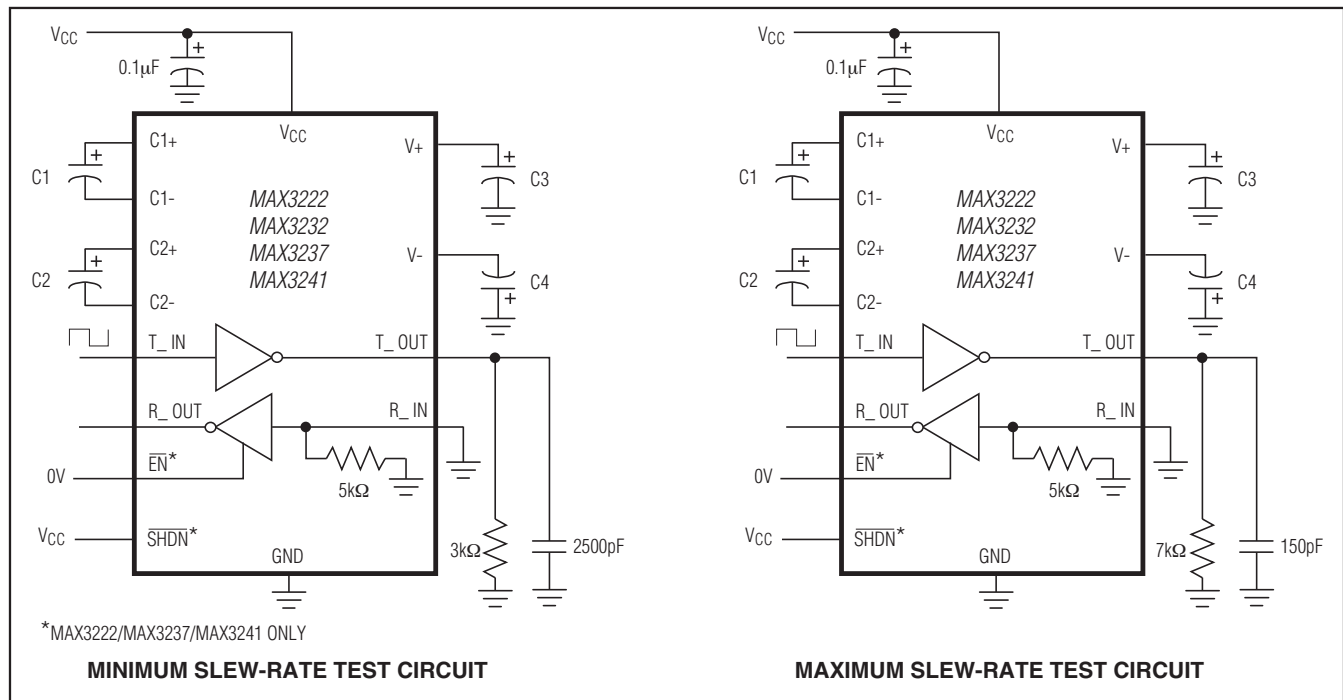 VCC
0.1μF
VCC
C1+
V+
C1
C3
C1-
MAX3222
MAX3232
MAX3237
MAX3241
C2+
V-
C2
C4
C2-
T_ IN
T_ OUT
R_ OUT
R_ IN
0V
EN*
5kΩ
VCC
SHDN*
3kΩ
2500pF
GND
*MAX3222/MAX3237/MAX3241 ONLY
MINIMUM SLEW-RATE TEST CIRCUIT
VCC
0.1μF
VCC
C1+
V+
C1
C3
C1-
MAX3222
MAX3232
MAX3237
MAX3241
C2+
V-
C2
C4
C2-
T_ IN
T_ OUT
R_ OUT
R_ IN
0V
EN*
5kΩ
VCC
SHDN*
7kΩ
150pF
GND
MAXIMUM SLEW-RATE TEST CIRCUIT